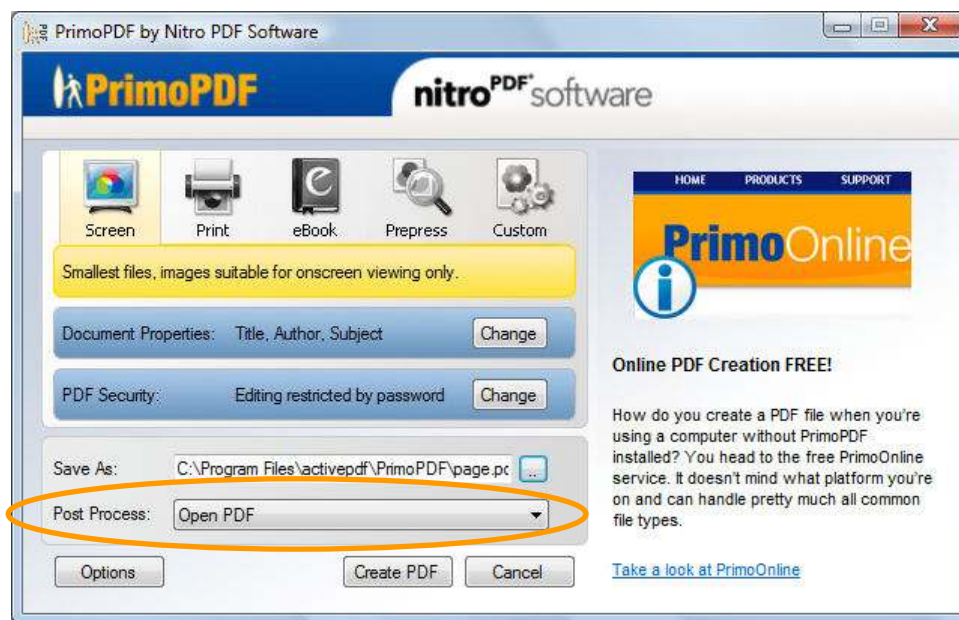 PrimoPDF by Nitro PDF Software
PrimoPDF
nitroPDF* software
Screen Print eBook Prepress Custom
Smallest files, images suitable for onscreen viewing only.
Document Properties: Title, Author, Subject Change
PDF Security: Editing restricted by password Change
Save As: C:\Program Files\activepdf\PrimoPDF\page.pc ..
Post Process: Open PDF
Options Create PDF Cancel
HOME PRODUCTS SUPPORT
PrimoOnline
Online PDF Creation FREE!
How do you create a PDF file when you're
using a computer without PrimoPDF
installed? You head to the free PrimoOnline
service. It doesn't mind what platform you're
on and can handle pretty much all common
file types.
Take a look at PrimoOnline